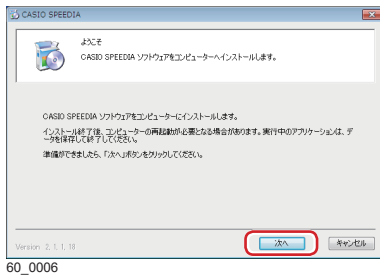 CASIO SPEEDIA
ようこそ
CASIO SPEEDIA ソフトウェアをコンピューターへインストールします。
CASIO SPEEDIA ソフトウェアをコンピューターにインストールします。
インストール終了後、コンピューターの再起動が必要となる場合があります。実行中のアプリケーションは、デ
ータを保存して終了してください。
準備ができましたら、「次へ」ボタンをクリックしてください。
Version 2, 1, 1, 18
次へ
キャンセル
60_0006